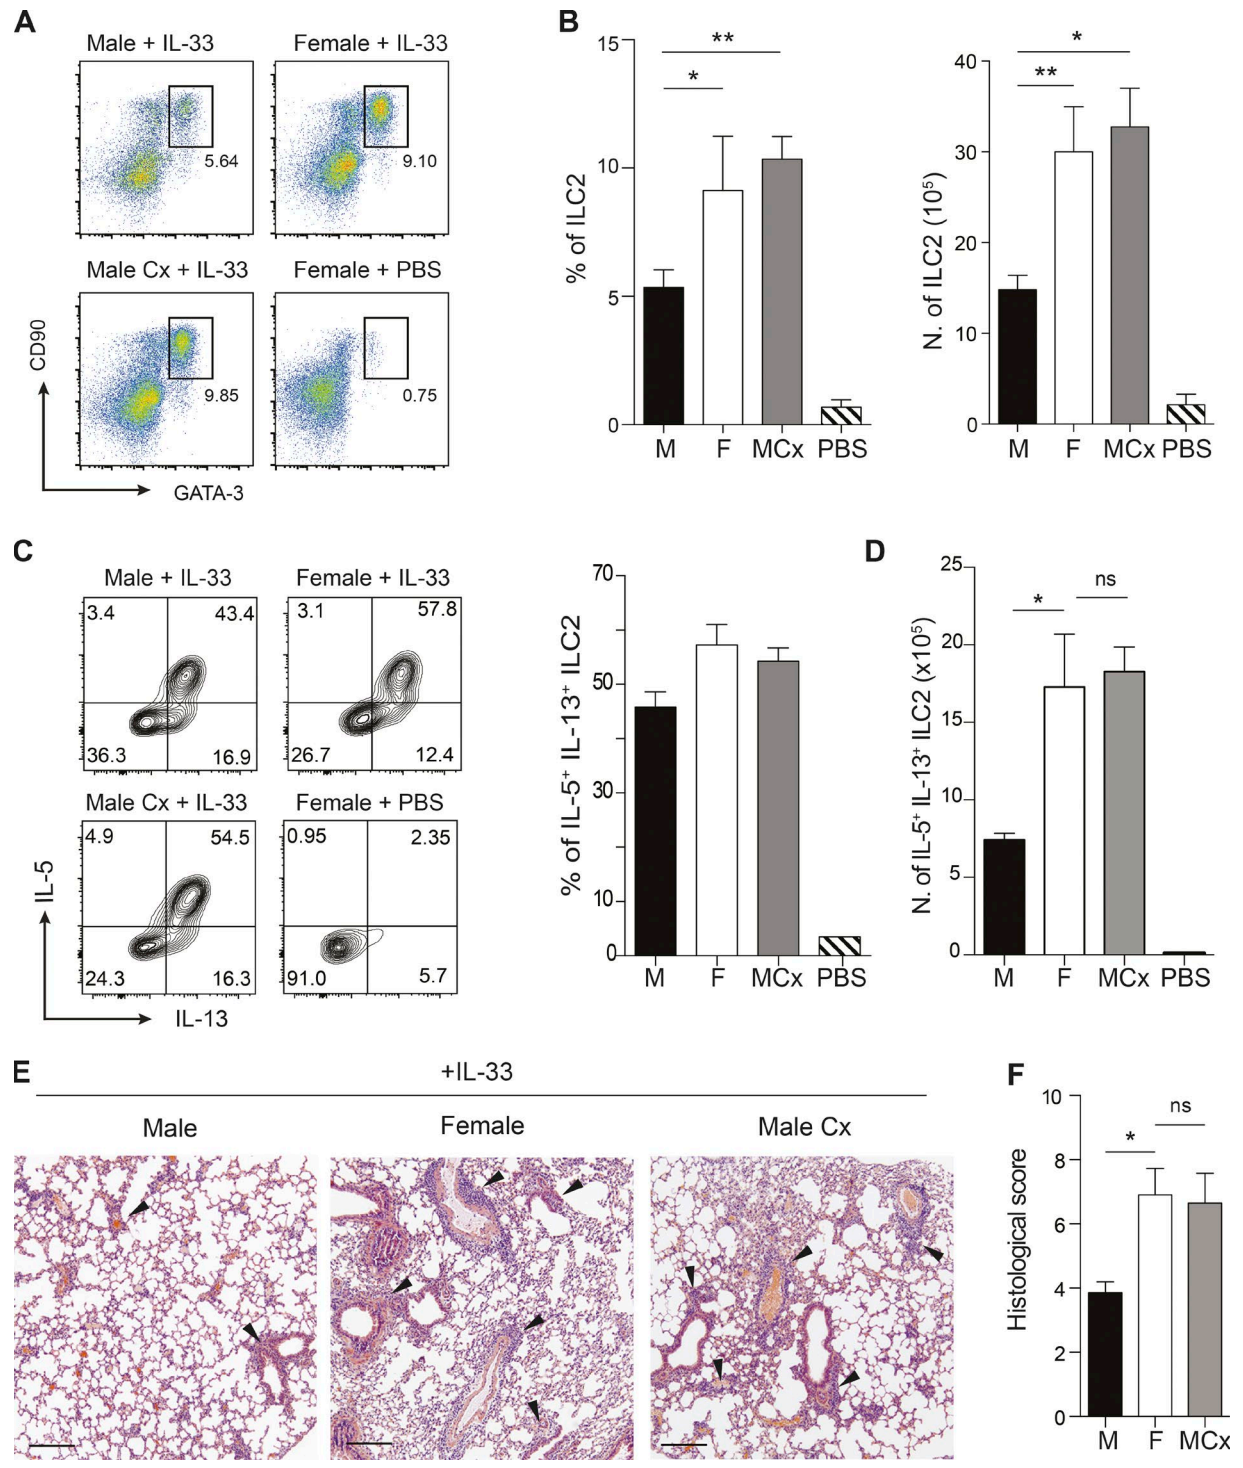 A
Male + IL-33
Female + IL-33
5.64
9.10
Male Cx + IL-33
Female + PBS
9.85
0.75
CD90
GATA-3
B
15
10
5
0
% of ILC2
**
*
M F MCx PBS
40
30
20
10
0
N. of ILC2 (10⁵)
*
**
M F MCx PBS
C
Male + IL-33
Female + IL-33
3.4 43.4
36.3 16.9
3.1 57.8
26.7 12.4
Male Cx + IL-33
Female + PBS
4.9 54.5
24.3 16.3
0.95 2.35
91.0 5.7
IL-5
IL-13
70
50
30
10
0
% of IL-5⁺ IL-13⁺ ILC2
M F MCx PBS
D
25
20
15
10
5
0
N. of IL-5⁺ IL-13⁺ ILC2 (x10⁵)
*
ns
M F MCx PBS
E
+IL-33
Male
Female
Male Cx
F
10
8
6
4
2
0
Histological score
*
ns
M F MCx